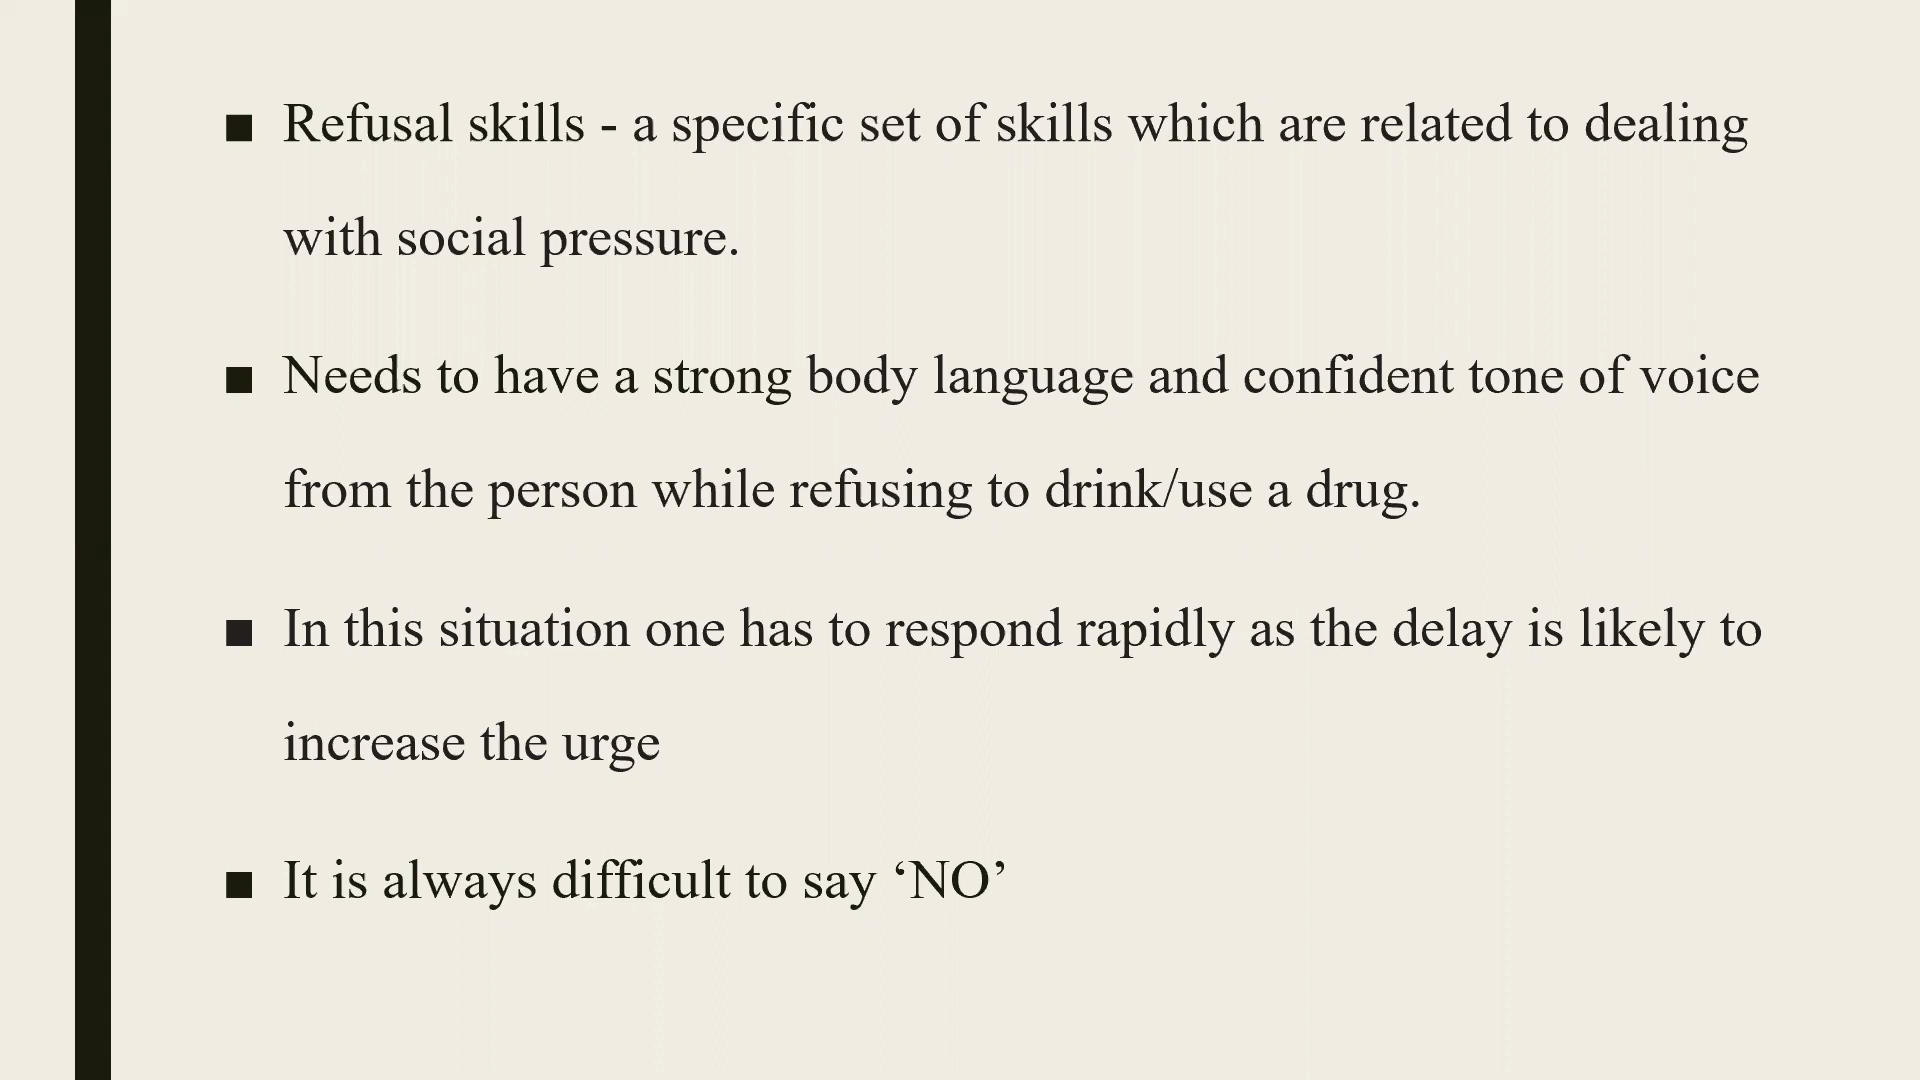 ■ Refusal skills - a specific set of skills which are related to dealing
with social pressure.
■ Needs to have a strong body language and confident tone of voice
from the person while refusing to drink/use a drug.
■ In this situation one has to respond rapidly as the delay is likely to
increase the urge
■ It is always difficult to say ‘NO’